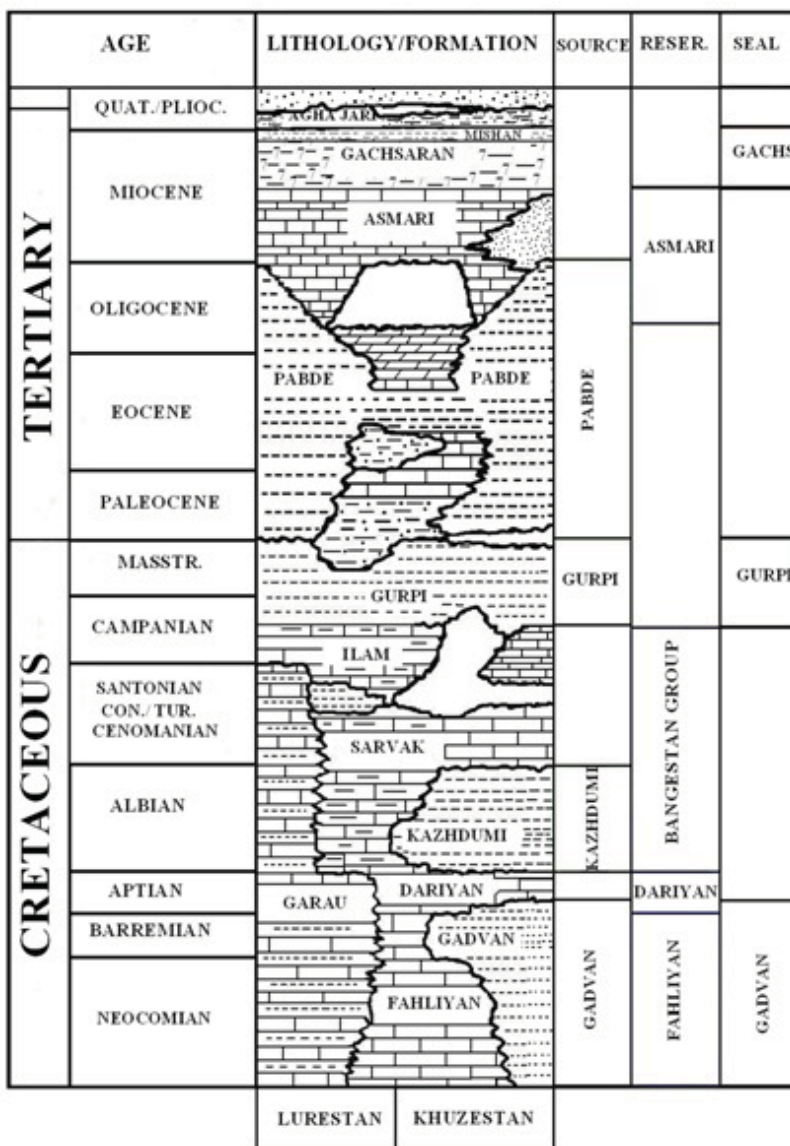 AGE LITHOLOGY/FORMATION SOURCE RESER. SEAL
TERTIARY
CRETACEOUS
QUAT./PLIOC.
MIOCENE
OLIGOCENE
EOCENE
PALEOCENE
MASSTR.
CAMPANIAN
SANTONIAN
CON./TUR.
CENOMANIAN
ALBIAN
APTIAN
BARREMIAN
NEOCOMIAN
AGHA JARI
MISHAN
GACHSARAN
ASMARI
PABDE PABDE
GURPI
ILAM
SARVAK
KAZHDUMI
GARAU DARIYAN
GADVAN
FAHLIYAN
LURESTAN KHUZESTAN
PABDE
GURPI
KAZHDUMI
GADVAN
ASMARI
BANGESTAN GROUP
DARIYAN
FAHLIYAN
GACHS
GURPI
GADVAN